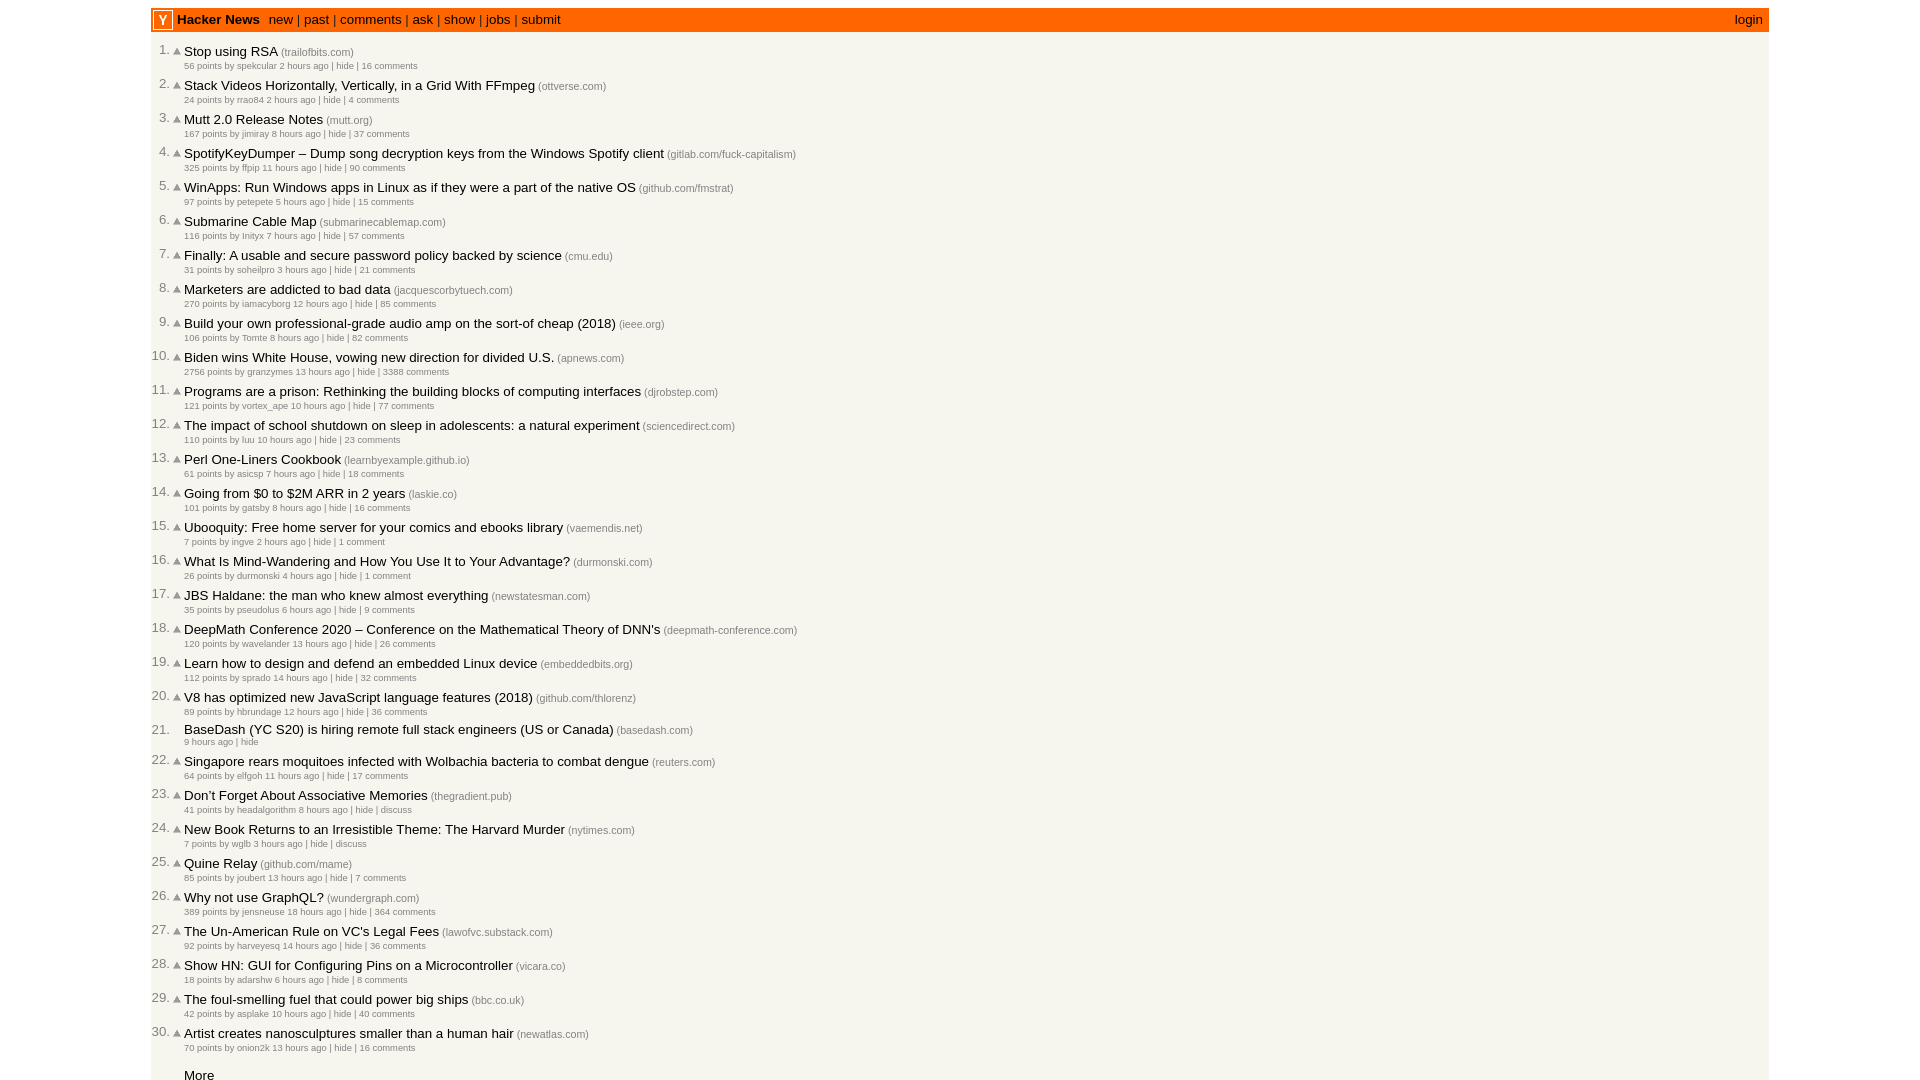 Y Hacker News new | past | comments | ask | show | jobs | submit login
1. Stop using RSA (trailofbits.com)
56 points by spekcular 2 hours ago | hide | 16 comments
2. Stack Videos Horizontally, Vertically, in a Grid With FFmpeg (ottverse.com)
24 points by rrao84 2 hours ago | hide | 4 comments
3. Mutt 2.0 Release Notes (mutt.org)
167 points by jimiray 8 hours ago | hide | 37 comments
4. SpotifyKeyDumper – Dump song decryption keys from the Windows Spotify client (gitlab.com/fuck-capitalism)
325 points by ffpip 11 hours ago | hide | 90 comments
5. WinApps: Run Windows apps in Linux as if they were a part of the native OS (github.com/fmstrat)
97 points by petepete 5 hours ago | hide | 15 comments
6. Submarine Cable Map (submarinecablemap.com)
116 points by Inityx 7 hours ago | hide | 57 comments
7. Finally: A usable and secure password policy backed by science (cmu.edu)
31 points by soheilpro 3 hours ago | hide | 21 comments
8. Marketers are addicted to bad data (jacquescorbytuech.com)
270 points by iamacyborg 12 hours ago | hide | 85 comments
9. Build your own professional-grade audio amp on the sort-of cheap (2018) (ieee.org)
106 points by Tomte 8 hours ago | hide | 82 comments
10. Biden wins White House, vowing new direction for divided U.S. (apnews.com)
2756 points by granzymes 13 hours ago | hide | 3388 comments
11. Programs are a prison: Rethinking the building blocks of computing interfaces (djrobstep.com)
121 points by vortex_ape 10 hours ago | hide | 77 comments
12. The impact of school shutdown on sleep in adolescents: a natural experiment (sciencedirect.com)
110 points by luu 10 hours ago | hide | 23 comments
13. Perl One-Liners Cookbook (learnbyexample.github.io)
61 points by asicsp 7 hours ago | hide | 18 comments
14. Going from $0 to $2M ARR in 2 years (laskie.co)
101 points by gatsby 8 hours ago | hide | 16 comments
15. Ubooquity: Free home server for your comics and ebooks library (vaemendis.net)
7 points by ingve 2 hours ago | hide | 1 comment
16. What Is Mind-Wandering and How You Use It to Your Advantage? (durmonski.com)
26 points by durmonski 4 hours ago | hide | 1 comment
17. JBS Haldane: the man who knew almost everything (newstatesman.com)
35 points by pseudolus 6 hours ago | hide | 9 comments
18. DeepMath Conference 2020 – Conference on the Mathematical Theory of DNN's (deepmath-conference.com)
120 points by wavelander 13 hours ago | hide | 26 comments
19. Learn how to design and defend an embedded Linux device (embeddedbits.org)
112 points by sprado 14 hours ago | hide | 32 comments
20. V8 has optimized new JavaScript language features (2018) (github.com/thlorenz)
89 points by hbrundage 12 hours ago | hide | 36 comments
21. BaseDash (YC S20) is hiring remote full stack engineers (US or Canada) (basedash.com)
9 hours ago | hide
22. Singapore rears moquitoes infected with Wolbachia bacteria to combat dengue (reuters.com)
64 points by elfgoh 11 hours ago | hide | 17 comments
23. Don’t Forget About Associative Memories (thegradient.pub)
41 points by headalgorithm 8 hours ago | hide | discuss
24. New Book Returns to an Irresistible Theme: The Harvard Murder (nytimes.com)
7 points by wglb 3 hours ago | hide | discuss
25. Quine Relay (github.com/mame)
85 points by joubert 13 hours ago | hide | 7 comments
26. Why not use GraphQL? (wundergraph.com)
389 points by jensneuse 18 hours ago | hide | 364 comments
27. The Un-American Rule on VC's Legal Fees (lawofvc.substack.com)
92 points by harveyesq 14 hours ago | hide | 36 comments
28. Show HN: GUI for Configuring Pins on a Microcontroller (vicara.co)
18 points by adarshw 6 hours ago | hide | 8 comments
29. The foul-smelling fuel that could power big ships (bbc.co.uk)
42 points by asplake 10 hours ago | hide | 40 comments
30. Artist creates nanosculptures smaller than a human hair (newatlas.com)
70 points by onion2k 13 hours ago | hide | 16 comments
More